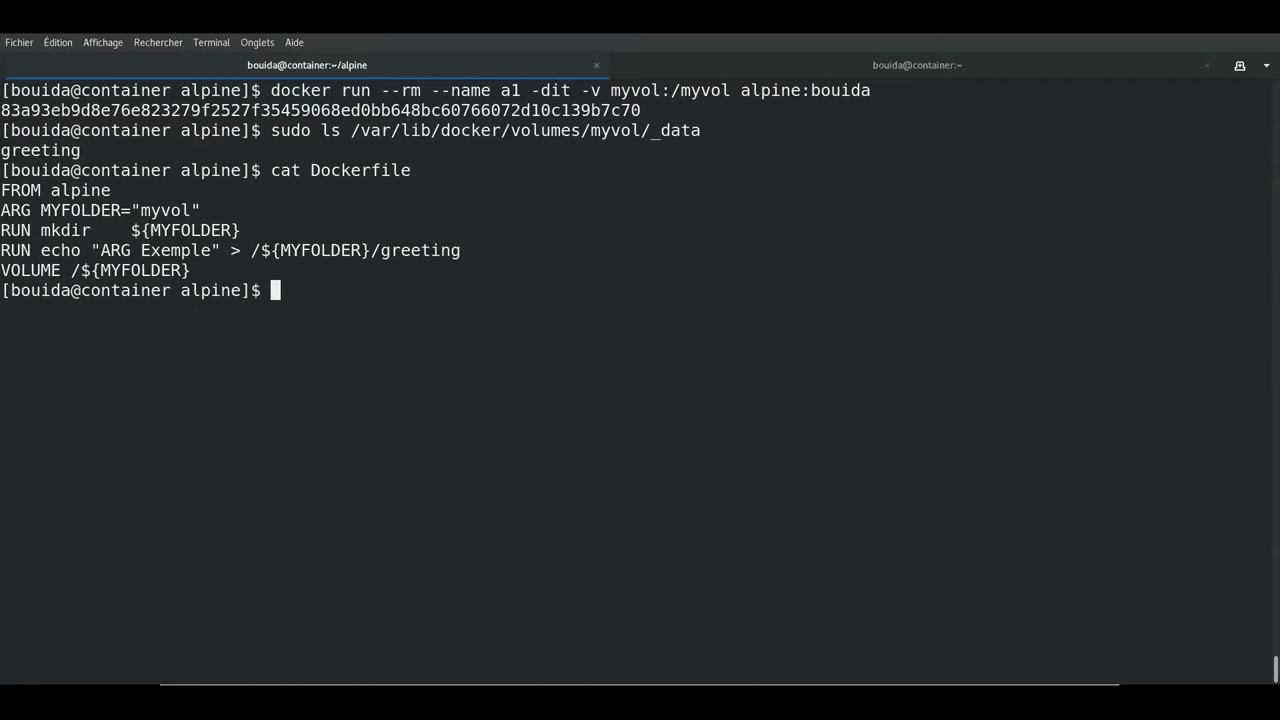 Fichier Édition Affichage Rechercher Terminal Onglets Aide
bouida@container:~/alpine × bouida@container:~ ×
[bouida@container alpine]$ docker run --rm --name a1 -dit -v myvol:/myvol alpine:bouida
83a93eb9d8e76e823279f2527f35459068ed0bb648bc60766072d10c139b7c70
[bouida@container alpine]$ sudo ls /var/lib/docker/volumes/myvol/_data
greeting
[bouida@container alpine]$ cat Dockerfile
FROM alpine
ARG MYFOLDER="myvol"
RUN mkdir    ${MYFOLDER}
RUN echo "ARG Exemple" > /${MYFOLDER}/greeting
VOLUME /${MYFOLDER}
[bouida@container alpine]$